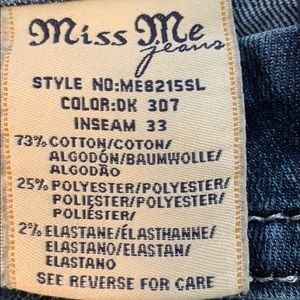 Miss Me
jeans
STYLE NO:ME8215SL
COLOR:DK 307
INSEAM 33
73% COTTON/COTON/
ALGODÓN/BAUMWOLLE/
ALGODÃO
25% POLYESTER/POLYESTER/
POLIÉSTER/POLYESTER/
POLIÉSTER/
2% ELASTANE/ÉLASTHANNE/
ELASTANO/ELASTAN/
ELASTANO
SEE REVERSE FOR CARE